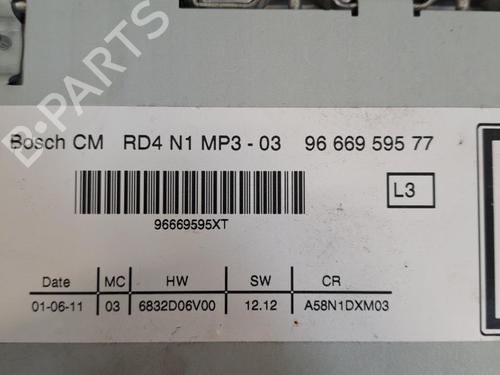 Bosch CM RD4 N1 MP3 - 03 96 669 595 77
L3
96669595XT
Date MC HW SW CR
01-06-11 03 6832D06V00 12.12 A58N1DXM03
B-PARTS